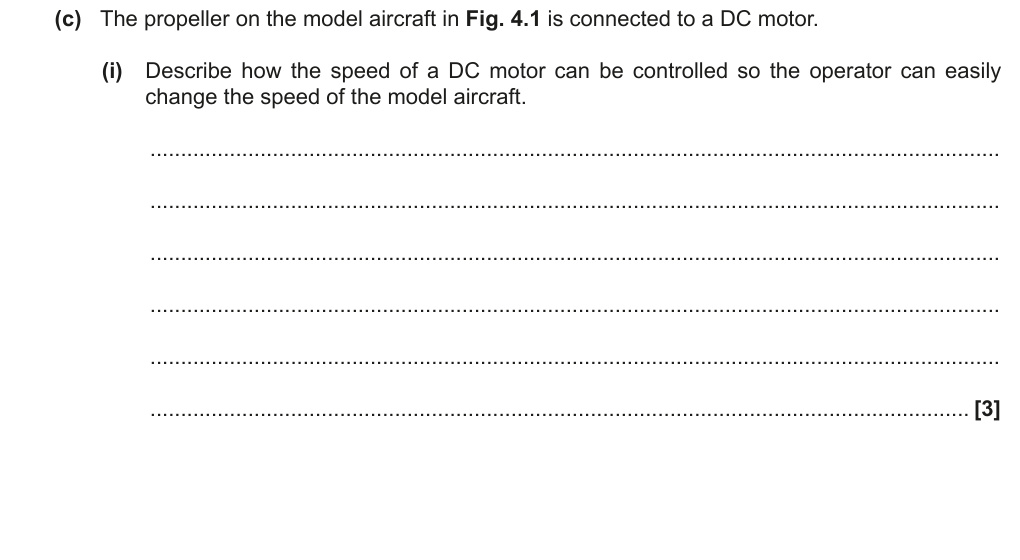 (c) The propeller on the model aircraft in Fig. 4.1 is connected to a DC motor.
(i) Describe how the speed of a DC motor can be controlled so the operator can easily
change the speed of the model aircraft.
[3]